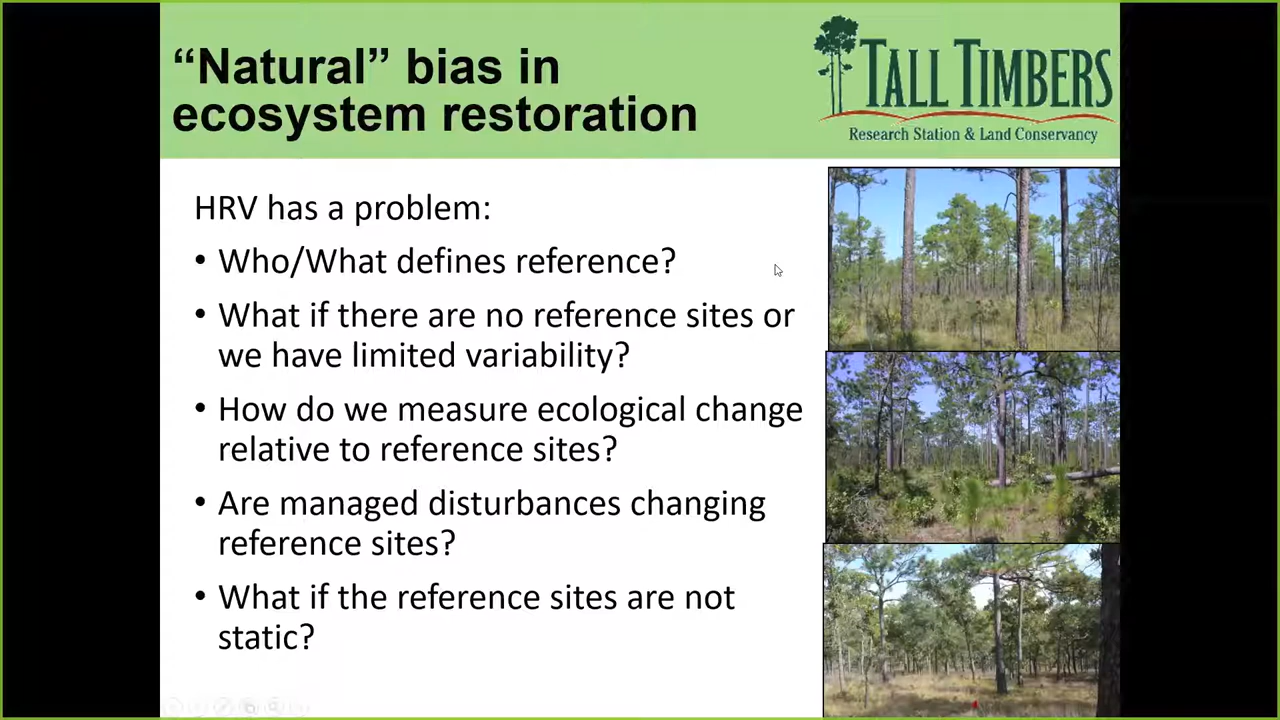 “Natural” bias in
ecosystem restoration
TALL TIMBERS
Research Station & Land Conservancy
HRV has a problem:
• Who/What defines reference?
• What if there are no reference sites or
we have limited variability?
• How do we measure ecological change
relative to reference sites?
• Are managed disturbances changing
reference sites?
• What if the reference sites are not
static?